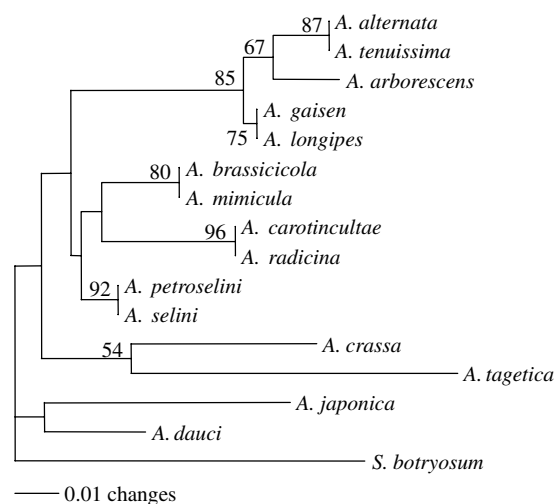 87 A. alternata
A. tenuissima
67
A. arborescens
85
A. gaisen
75 A. longipes
80 A. brassicicola
A. mimicula
96 A. carotincultae
A. radicina
92 A. petroselini
A. selini
54 A. crassa
A. tagetica
A. japonica
A. dauci
S. botryosum
0.01 changes